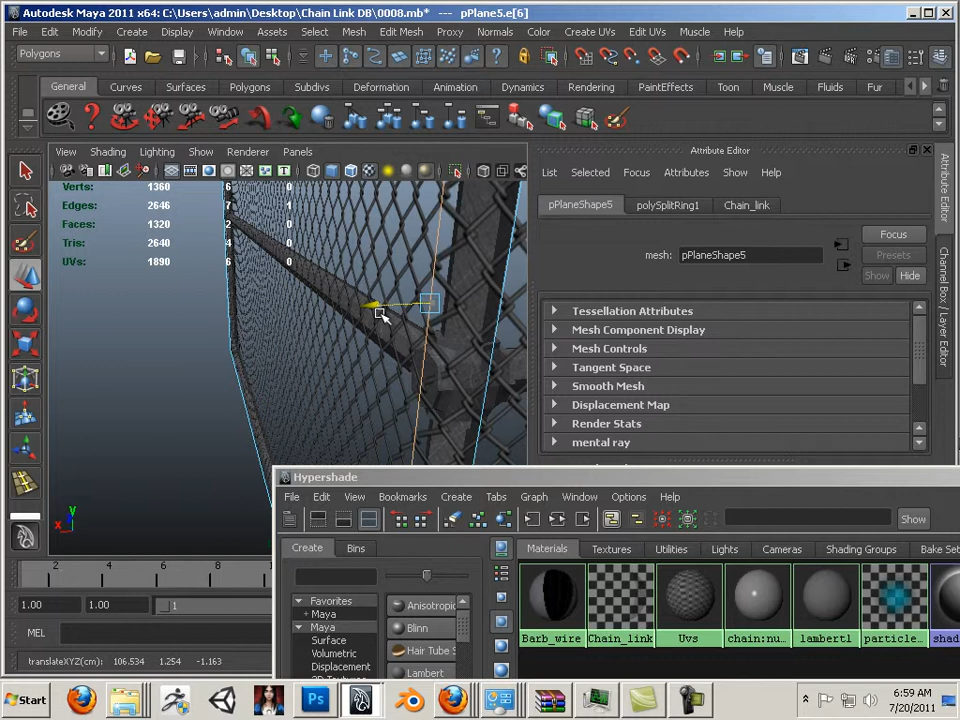 Autodesk Maya 2011 x64: C:\Users\admin\Desktop\Chain Link DB\0008.mb* - pPlane5.e[6]
File Edit Modify Create Display Window Assets Select Mesh Edit Mesh Proxy Normals Color Create UVs Edit UVs Muscle Help
Polygons
General Curves Surfaces Polygons Subdivs Deformation Animation Dynamics Rendering PaintEffects Toon Muscle Fluids Fur
View Shading Lighting Show Renderer Panels
Attribute Editor
List Selected Focus Attributes Show Help
pPlaneShape5 polySplitRing1 Chain_link
Focus
Presets
mesh: pPlaneShape5
Show Hide
Verts: 1360 6 0
Edges: 2646 7 1
Faces: 1320 2 0
Tris: 2640 4 0
UVs: 1890 6 0
Tessellation Attributes
Mesh Component Display
Mesh Controls
Tangent Space
Smooth Mesh
Displacement Map
Render Stats
mental ray
Attribute Editor
Channel Box / Layer Editor
y
x
Hypershade
File Edit View Bookmarks Create Tabs Graph Window Options Help
Show
Create Bins
Materials Textures Utilities Lights Cameras Shading Groups Bake Set
Favorites
+ Maya
Maya
Surface
Volumetric
Displacement
Anisotropic
Blinn
Hair Tube S
Lambert
Barb_wire Chain_link Uvs chain:nu... lambert1 particle... shad
2 4 6 8 1
1.00 1.00 1
MEL
translateXYZ(cm): 106.534 1.254 -1.163
Start
6:59 AM
7/20/2011